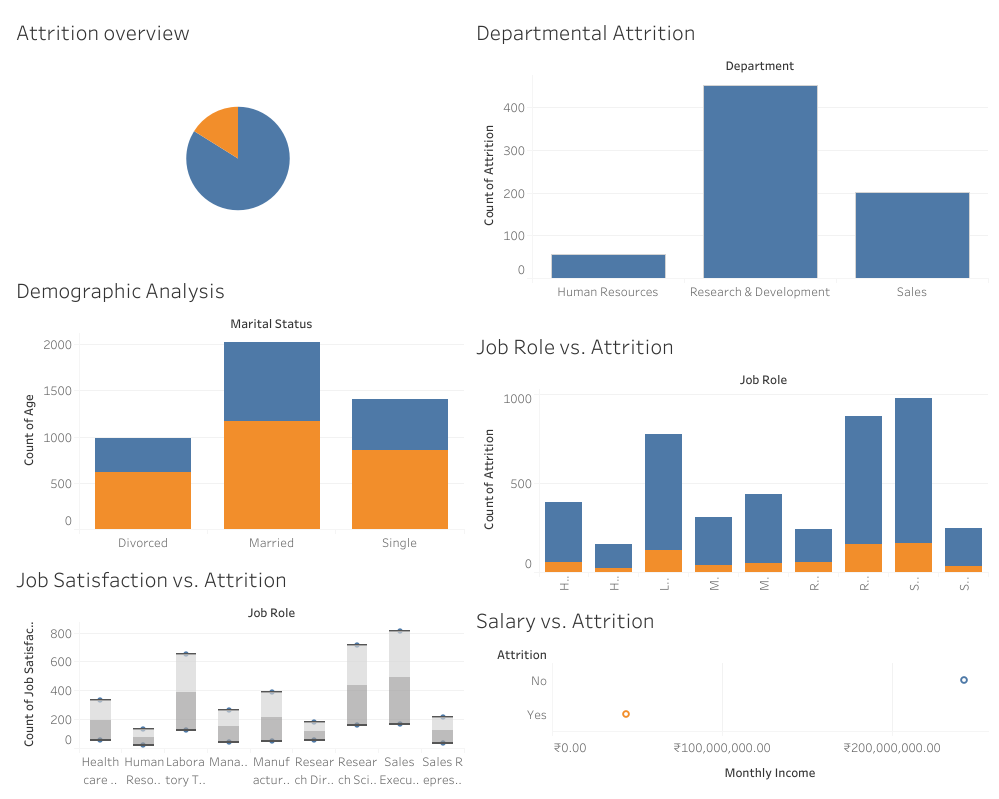 Attrition overview
Departmental Attrition
Department
Count of Attrition
400
300
200
100
0
Human Resources
Research & Development
Sales
Demographic Analysis
Marital Status
Count of Age
2000
1500
1000
500
0
Divorced
Married
Single
Job Role vs. Attrition
Job Role
Count of Attrition
1000
500
0
H..
H..
L..
M.
M.
R..
R..
S..
S..
Job Satisfaction vs. Attrition
Job Role
Count of Job Satisfac..
800
600
400
200
0
Health
care ..
Human
Reso..
Labora
tory T..
Mana..
Manuf
actur..
Resear
ch Dir..
Resear
ch Sci..
Sales
Execu..
Sales R
epres..
Salary vs. Attrition
Attrition
No
Yes
₹0.00
₹100,000,000.00
₹200,000,000.00
Monthly Income